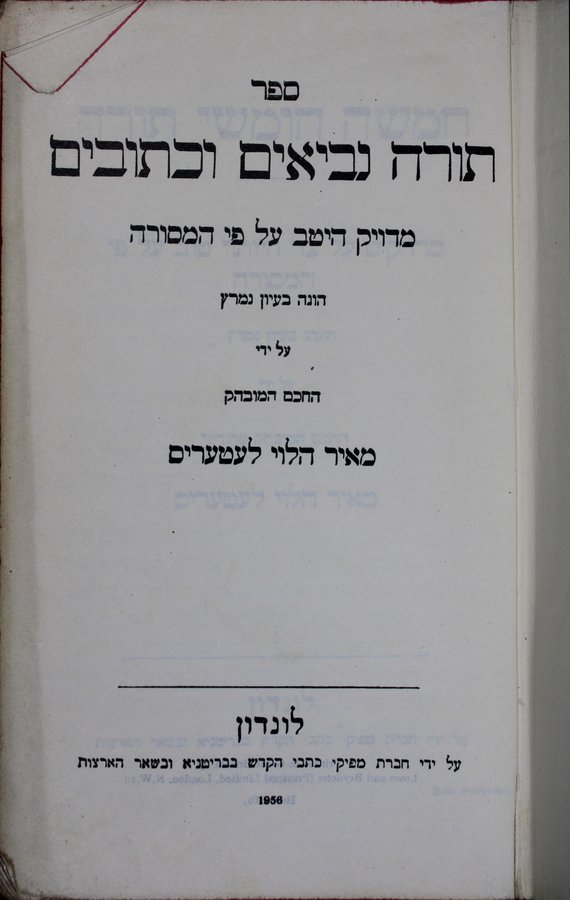 ספר
תורה נביאים וכתובים
מדויק היטב על פי המסורה
הוגה בעיון נמרץ
על ידי
החכם המובהק
מאיר הלוי לעטעריס
לונדון
על ידי חברת מפיקי כתבי הקדש בבריטניא ובשאר הארצות
1956